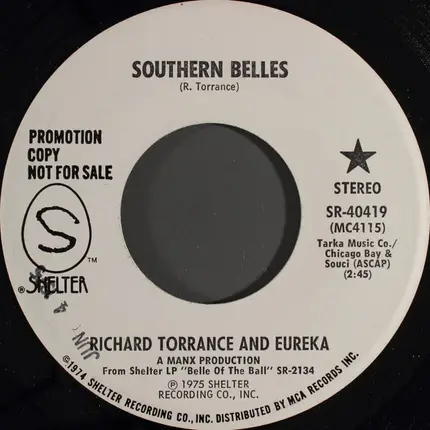 SOUTHERN BELLES
(R. Torrance)
PROMOTION
COPY
NOT FOR SALE
STEREO
SR-40419
(MC4115)
Tarka Music Co./
Chicago Bay &
Souci (ASCAP)
(2:45)
S
TM
® SHELTER
RICHARD TORRANCE AND EUREKA
A MANX PRODUCTION
From Shelter LP "Belle Of The Ball" SR-2134
℗ 1975 SHELTER
RECORDING CO., INC.
©1974 SHELTER RECORDING CO., INC. DISTRIBUTED BY MCA RECORDS INC.